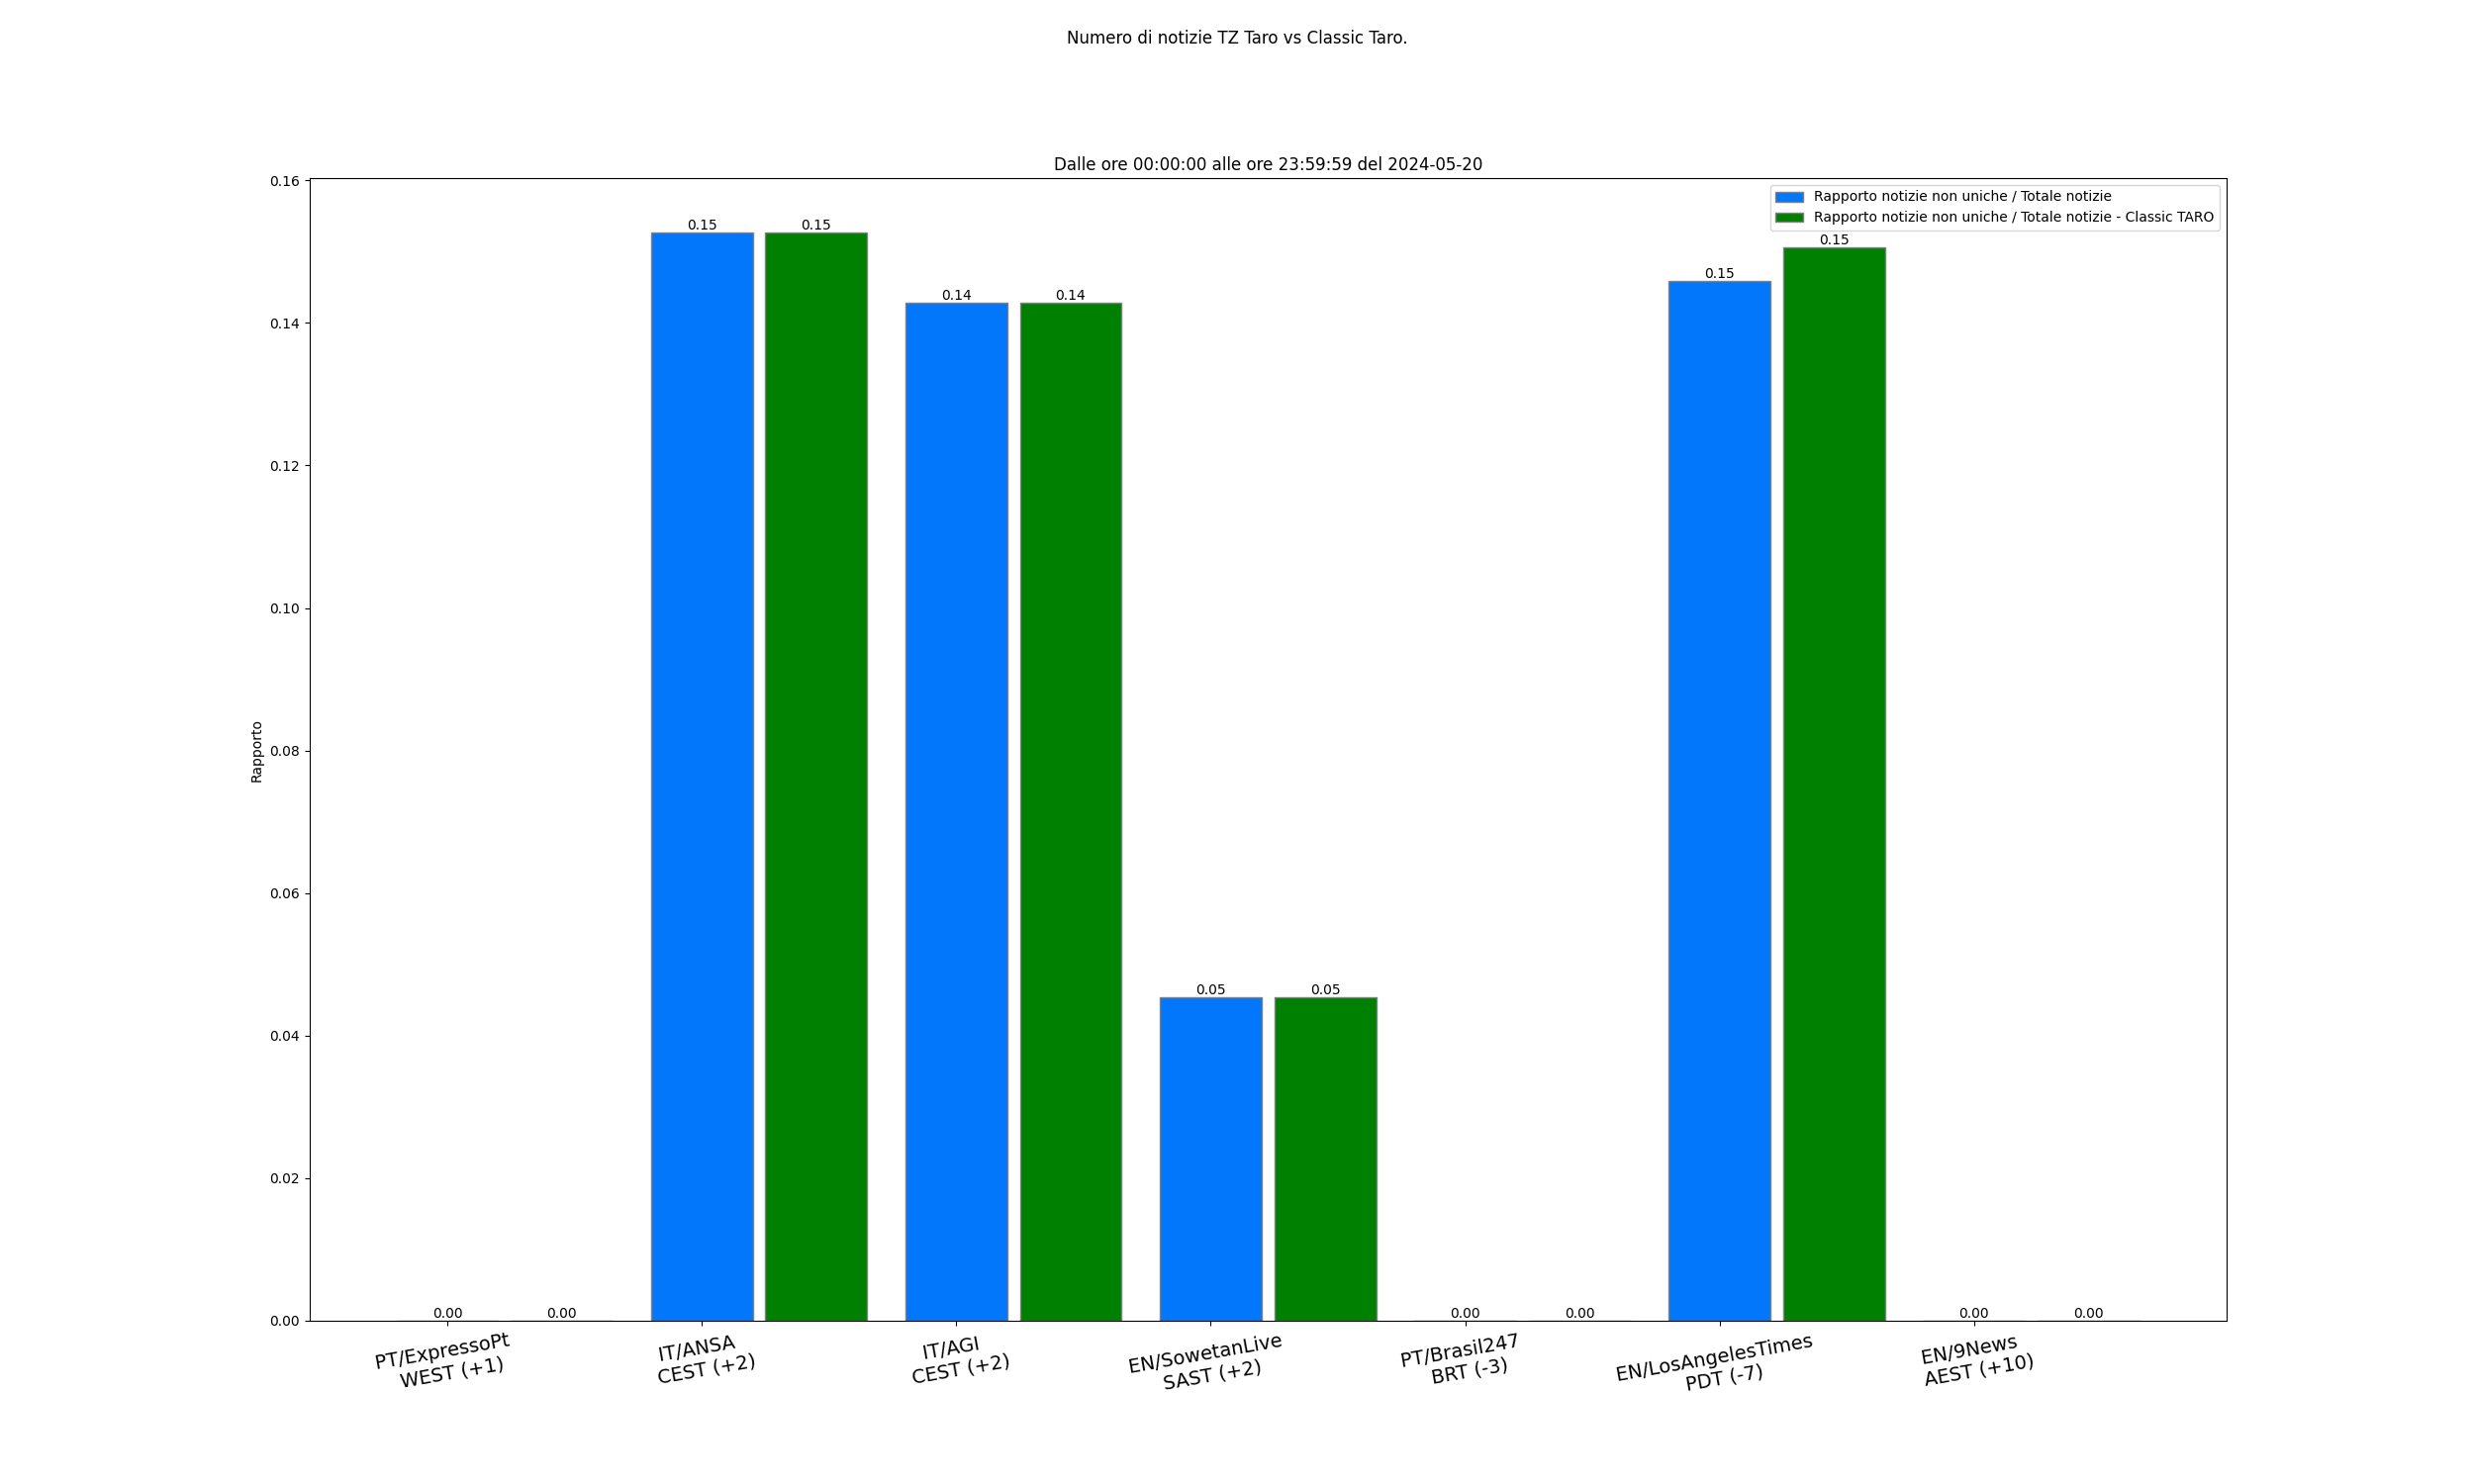 Numero di notizie TZ Taro vs Classic Taro.
Dalle ore 00:00:00 alle ore 23:59:59 del 2024-05-20
Rapporto notizie non uniche / Totale notizie
Rapporto notizie non uniche / Totale notizie - Classic TARO
Rapporto
0.16
0.14
0.12
0.10
0.08
0.06
0.04
0.02
0.00
0.00 0.00
0.15 0.15
0.14 0.14
0.05 0.05
0.00 0.00
0.15 0.15
0.00 0.00
PT/ExpressoPt
WEST (+1)
IT/ANSA
CEST (+2)
IT/AGI
CEST (+2)
EN/SowetanLive
SAST (+2)
PT/Brasil247
BRT (-3)
EN/LosAngelesTimes
PDT (-7)
EN/9News
AEST (+10)